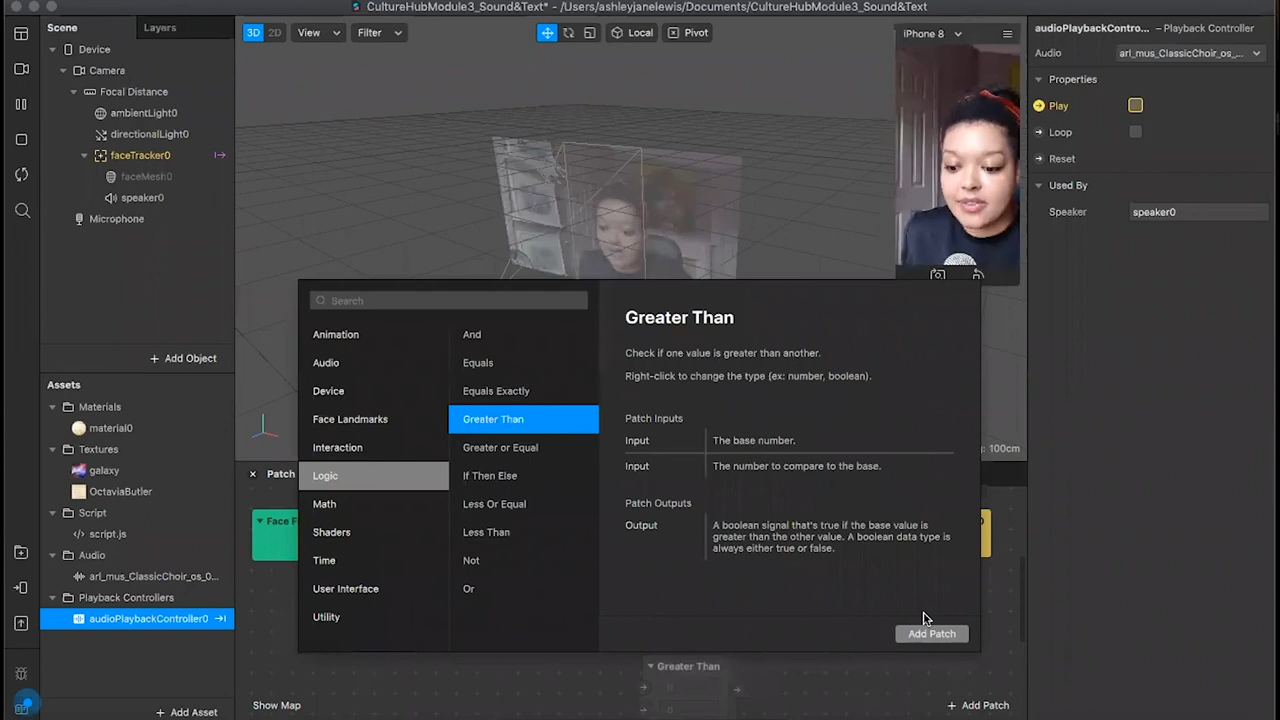 CultureHubModule3_Sound&Text* - /Users/ashleyjanelewis/Documents/CultureHubModule3_Sound&Text
Scene
Layers
Device
Camera
Focal Distance
ambientLight0
directionalLight0
faceTracker0
faceMesh0
speaker0
Microphone
+ Add Object
Assets
Materials
material0
Textures
galaxy
OctaviaButler
Script
</> script.js
Audio
arl_mus_ClassicChoir_os_0...
Playback Controllers
audioPlaybackController0
+ Add Asset
3D 2D View Filter Local Pivot
iPhone 8
Search
Animation
Audio
Device
Face Landmarks
Interaction
Logic
Math
Shaders
Time
User Interface
Utility
And
Equals
Equals Exactly
Greater Than
Greater or Equal
If Then Else
Less Or Equal
Less Than
Not
Or
Greater Than
Check if one value is greater than another.
Right-click to change the type (ex: number, boolean).
Patch Inputs
Input The base number.
Input The number to compare to the base.
Patch Outputs
Output A boolean signal that's true if the base value is
greater than the other value. A boolean data type is
always either true or false.
Add Patch
Patch
100cm
Face F
Greater Than
0
0
Show Map
+ Add Patch
audioPlaybackContro... – Playback Controller
Audio arl_mus_ClassicChoir_os_...
Properties
Play
Loop
Reset
Used By
Speaker speaker0